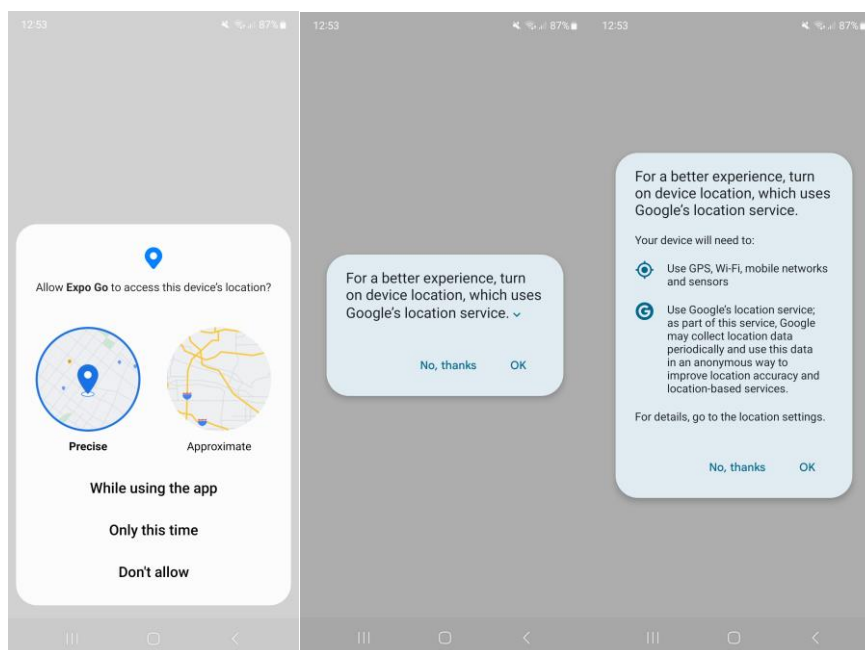 12:53
87%
Allow Expo Go to access this device's location?
Precise
Approximate
While using the app
Only this time
Don't allow
12:53
87%
For a better experience, turn
on device location, which uses
Google's location service.
No, thanks
OK
12:53
87%
For a better experience, turn
on device location, which uses
Google's location service.
Your device will need to:
Use GPS, Wi-Fi, mobile networks
and sensors
Use Google's location service;
as part of this service, Google
may collect location data
periodically and use this data
in an anonymous way to
improve location accuracy and
location-based services.
For details, go to the location settings.
No, thanks
OK